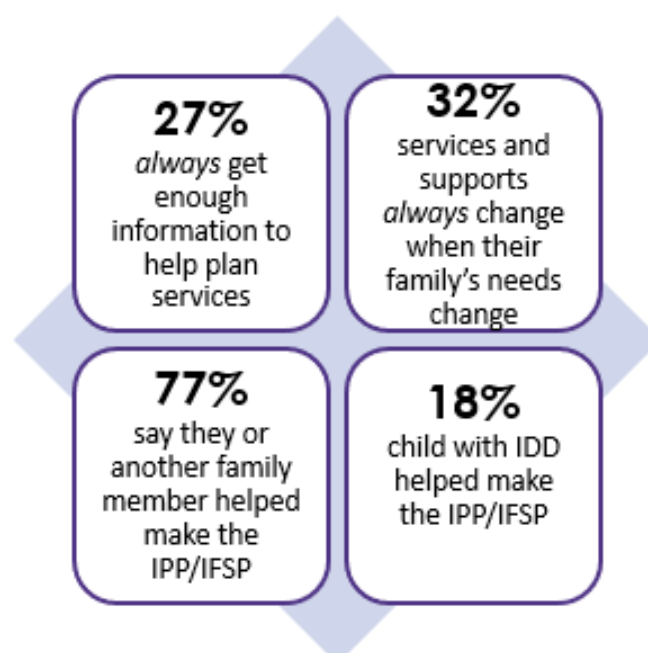 27%
always get
enough
information to
help plan
services
32%
services and
supports
always change
when their
family's needs
change
77%
say they or
another family
member helped
make the
IPP/IFSP
18%
child with IDD
helped make
the IPP/IFSP